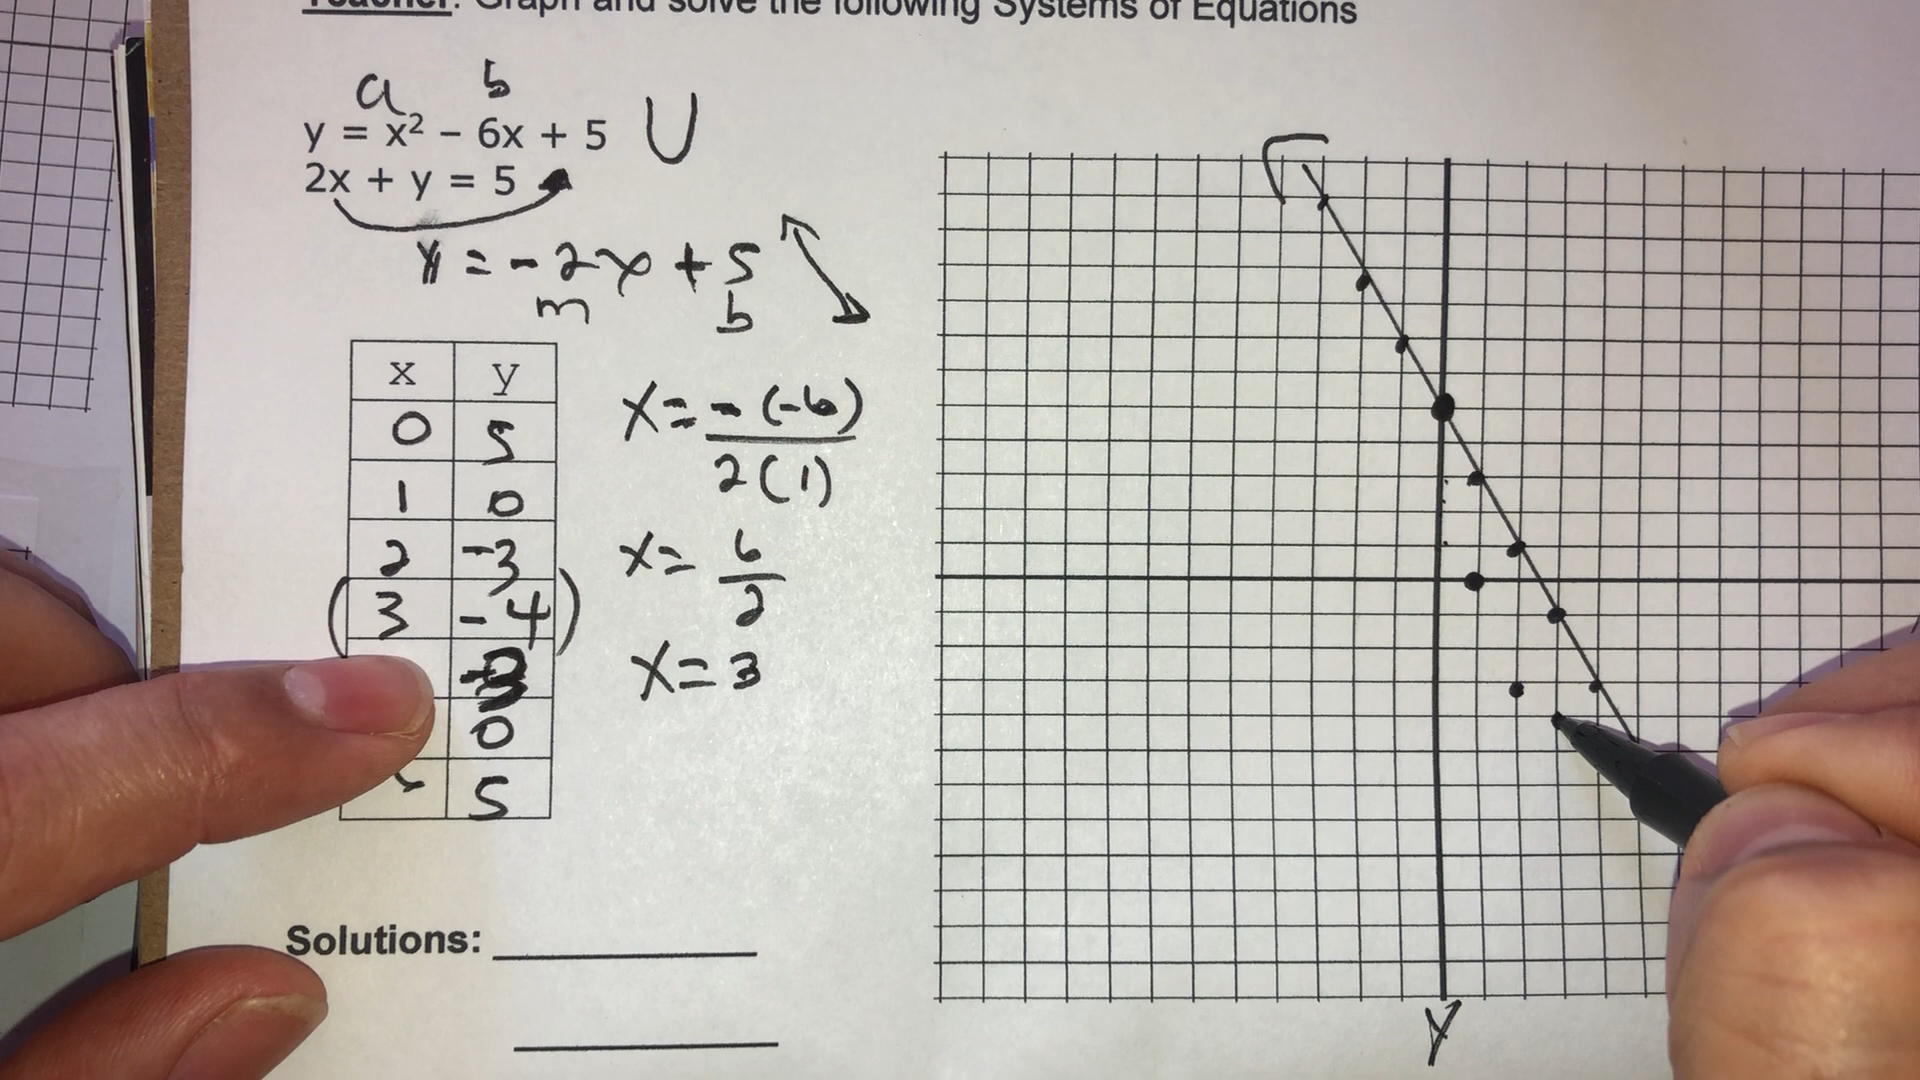 Teacher: Graph and solve the following Systems of Equations
a b
y = x² – 6x + 5 U
2x + y = 5
y = -2x + 5
m b
x y
0 5
1 0
2 -3
(3 -4)
0
5
x = -(-6)
2(1)
x = 6
2
x = 3
Solutions:
Y